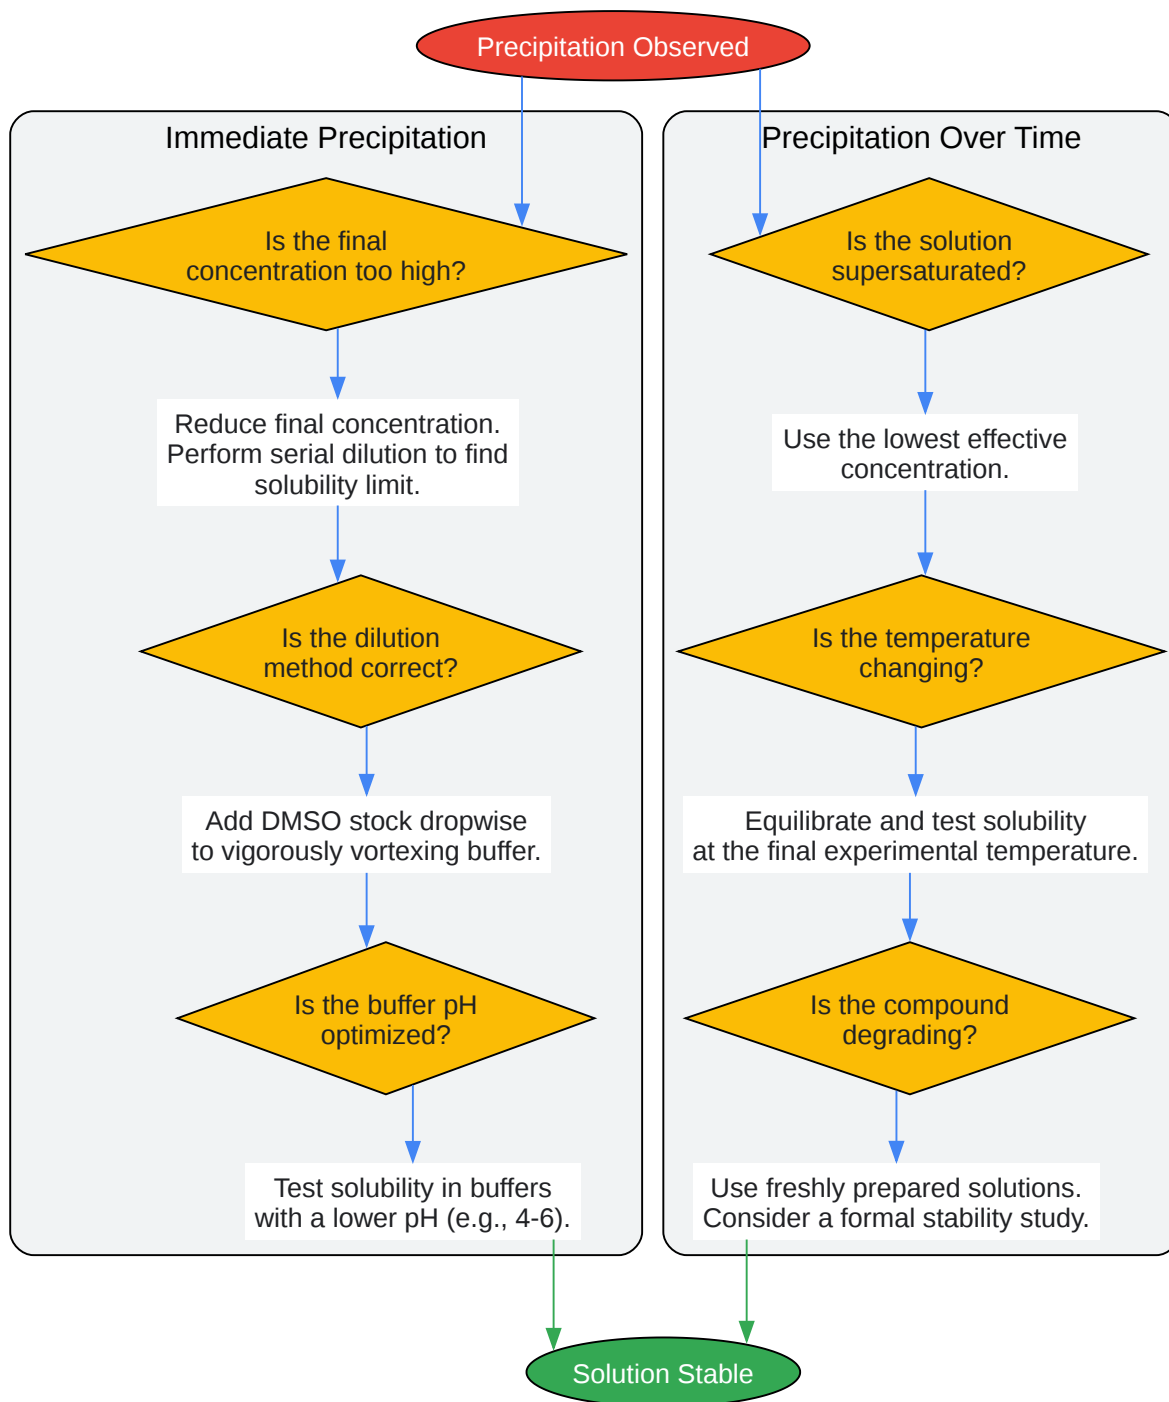 Precipitation Observed
Immediate Precipitation
Is the final
concentration too high?
Reduce final concentration.
Perform serial dilution to find
solubility limit.
Is the dilution
method correct?
Add DMSO stock dropwise
to vigorously vortexing buffer.
Is the buffer pH
optimized?
Test solubility in buffers
with a lower pH (e.g., 4-6).
Precipitation Over Time
Is the solution
supersaturated?
Use the lowest effective
concentration.
Is the temperature
changing?
Equilibrate and test solubility
at the final experimental temperature.
Is the compound
degrading?
Use freshly prepared solutions.
Consider a formal stability study.
Solution Stable